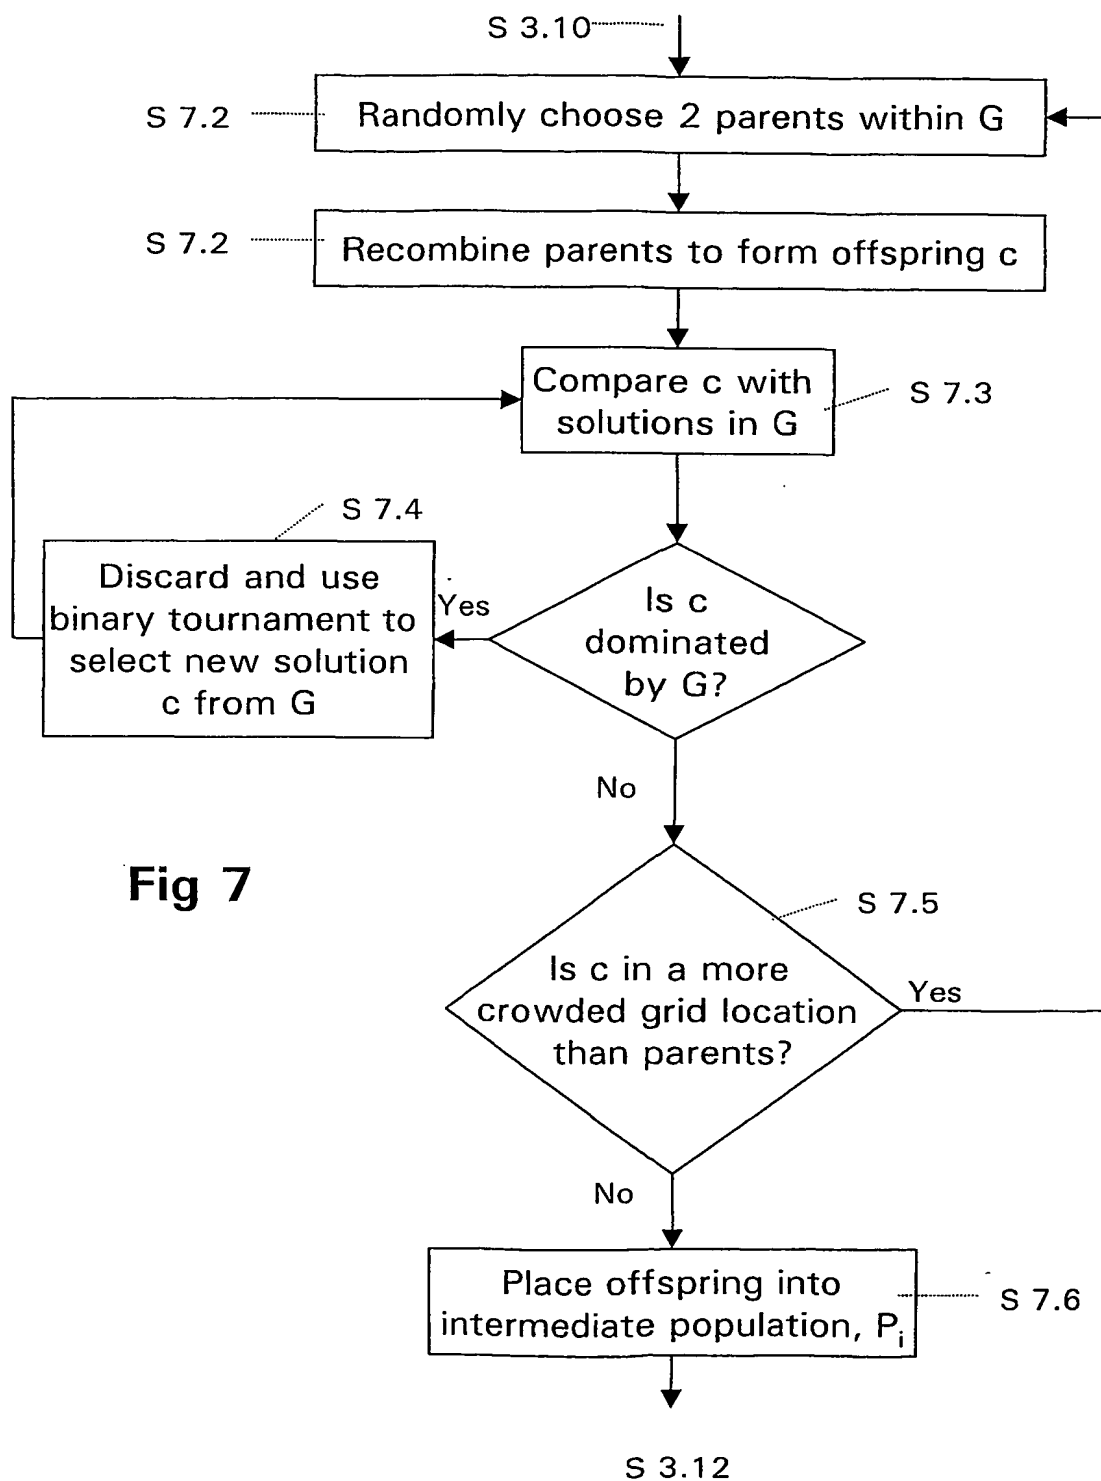 S 3.10
S 7.2
Randomly choose 2 parents within G
S 7.2
Recombine parents to form offspring c
Compare c with
solutions in G
S 7.3
S 7.4
Discard and use
binary tournament to
select new solution
c from G
Yes
Is c
dominated
by G?
No
Fig 7
S 7.5
Is c in a more
crowded grid location
than parents?
Yes
No
Place offspring into
intermediate population, Pi
S 7.6
S 3.12